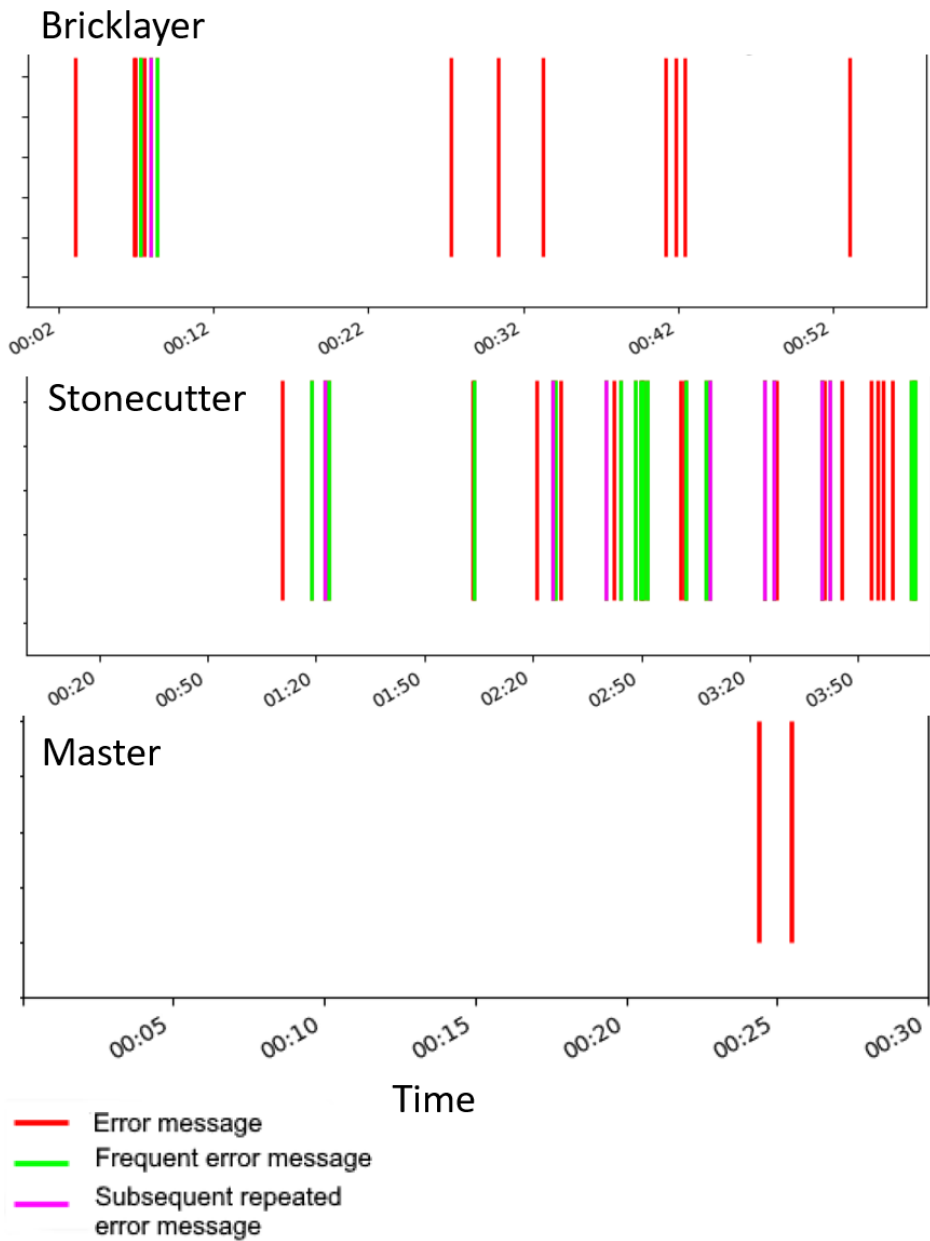 Bricklayer
00:02 00:12 00:22 00:32 00:42 00:52
Stonecutter
00:20 00:50 01:20 01:50 02:20 02:50 03:20 03:50
Master
00:05 00:10 00:15 00:20 00:25 00:30
Time
Error message
Frequent error message
Subsequent repeated
error message